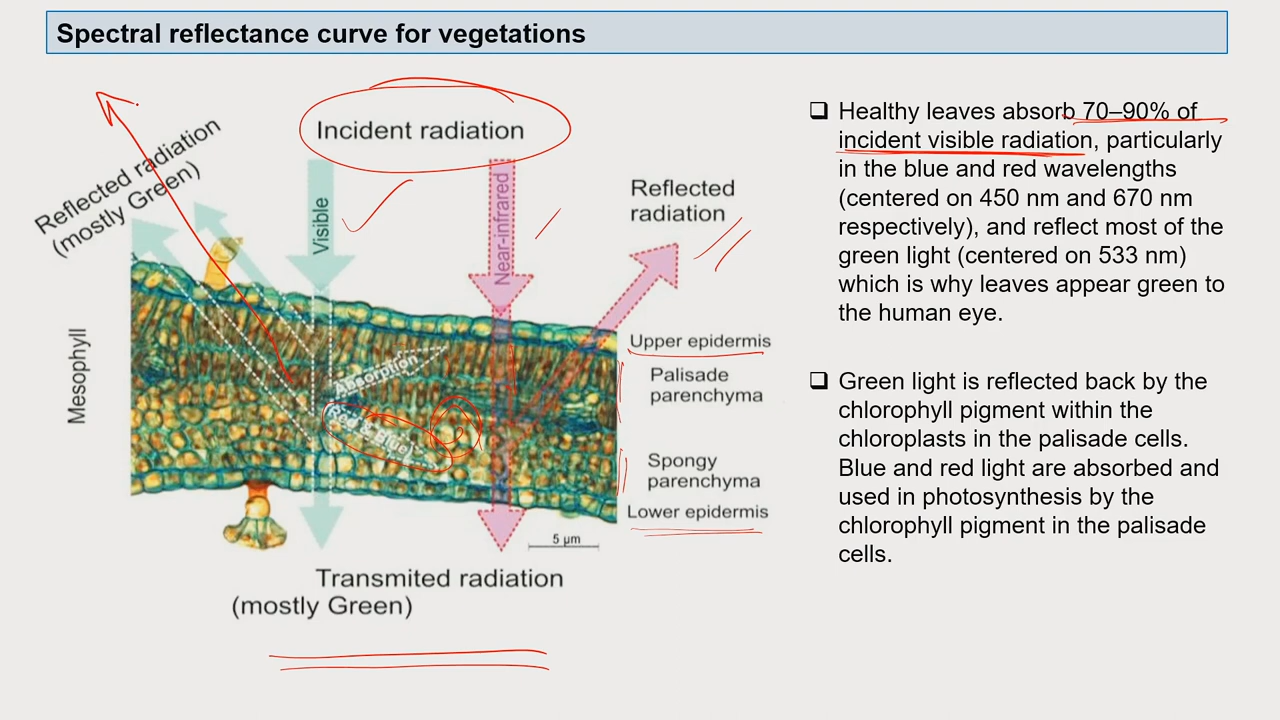 Spectral reflectance curve for vegetations
Incident radiation
Reflected radiation
(mostly Green)
Visible
Near-infrared
Reflected
radiation
Mesophyll
Absorption
Red & Blue
Upper epidermis
Palisade
parenchyma
Spongy
parenchyma
Lower epidermis
5 µm
Transmited radiation
(mostly Green)
❑ Healthy leaves absorb 70–90% of
incident visible radiation, particularly
in the blue and red wavelengths
(centered on 450 nm and 670 nm
respectively), and reflect most of the
green light (centered on 533 nm)
which is why leaves appear green to
the human eye.
❑ Green light is reflected back by the
chlorophyll pigment within the
chloroplasts in the palisade cells.
Blue and red light are absorbed and
used in photosynthesis by the
chlorophyll pigment in the palisade
cells.